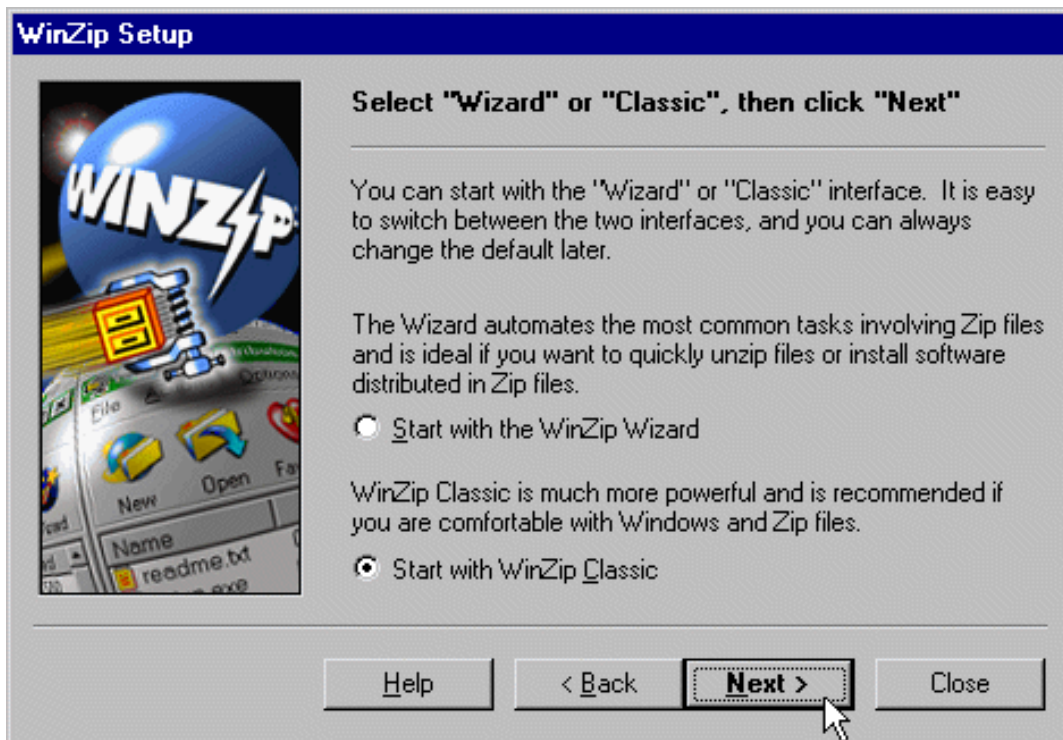 WinZip Setup
Select "Wizard" or "Classic", then click "Next"
You can start with the "Wizard" or "Classic" interface. It is easy
to switch between the two interfaces, and you can always
change the default later.
The Wizard automates the most common tasks involving Zip files
and is ideal if you want to quickly unzip files or install software
distributed in Zip files.
Start with the WinZip Wizard
WinZip Classic is much more powerful and is recommended if
you are comfortable with Windows and Zip files.
Start with WinZip Classic
WINZIP
File
Options
New
Open
Name
readme.txt
Help
< Back
Next >
Close